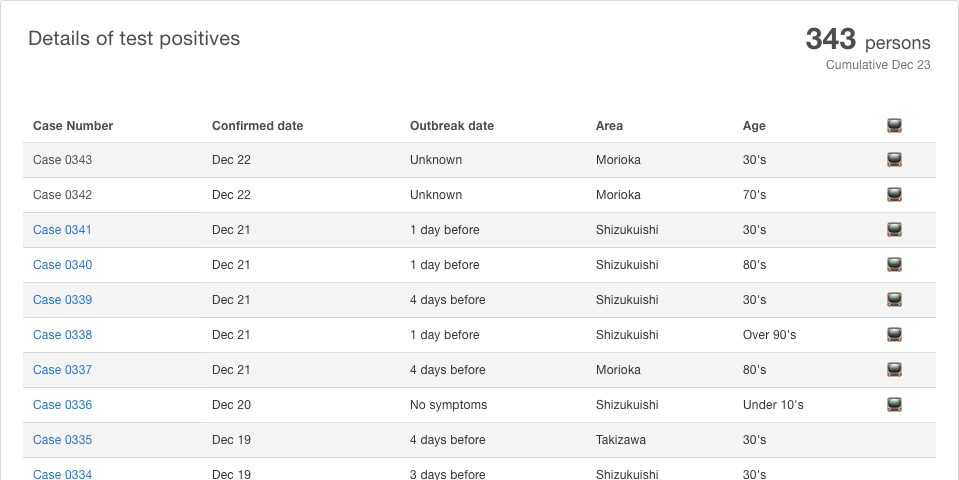 Details of test positives
343 persons
Cumulative Dec 23
Case Number Confirmed date Outbreak date Area Age
Case 0343 Dec 22 Unknown Morioka 30's
Case 0342 Dec 22 Unknown Morioka 70's
Case 0341 Dec 21 1 day before Shizukuishi 30's
Case 0340 Dec 21 1 day before Shizukuishi 80's
Case 0339 Dec 21 4 days before Shizukuishi 30's
Case 0338 Dec 21 1 day before Shizukuishi Over 90's
Case 0337 Dec 21 4 days before Morioka 80's
Case 0336 Dec 20 No symptoms Shizukuishi Under 10's
Case 0335 Dec 19 4 days before Takizawa 30's
Case 0334 Dec 19 3 days before Shizukuishi 30's